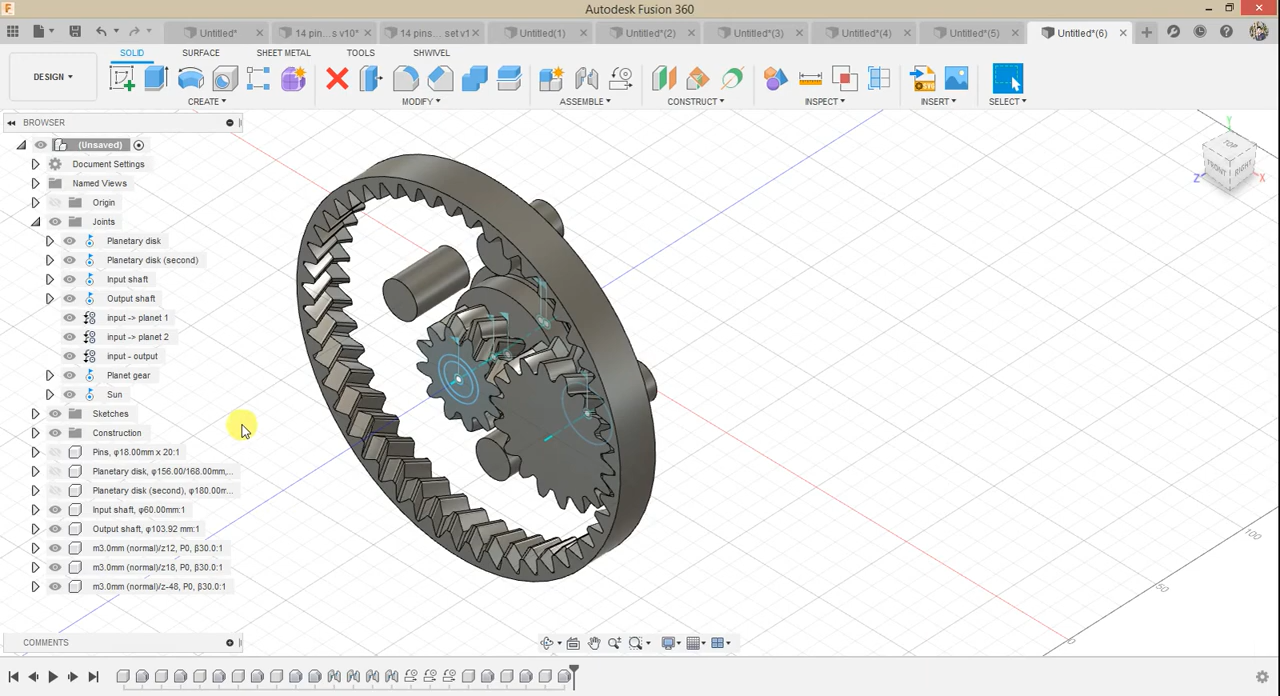 Autodesk Fusion 360
Untitled*
14 pin...s v10*
14 pins... set v1*
Untitled(1)
Untitled*(2)
Untitled*(3)
Untitled*(4)
Untitled*(5)
Untitled*(6)
SOLID SURFACE SHEET METAL TOOLS SHWIVEL
DESIGN
CREATE MODIFY ASSEMBLE CONSTRUCT INSPECT INSERT SELECT
BROWSER
(Unsaved)
Document Settings
Named Views
Origin
Joints
Planetary disk
Planetary disk (second)
Input shaft
Output shaft
input -> planet 1
input -> planet 2
input - output
Planet gear
Sun
Sketches
Construction
Pins, φ18.00mm x 20:1
Planetary disk, φ156.00/168.00mm,...
Planetary disk (second), φ180.00m...
Input shaft, φ60.00mm:1
Output shaft, φ103.92 mm:1
m3.0mm (normal)/z12, P0, β30.0:1
m3.0mm (normal)/z18, P0, β30.0:1
m3.0mm (normal)/z-48, P0, β30.0:1
COMMENTS
TOP
FRONT
RIGHT
Y
Z
X
100
50
0